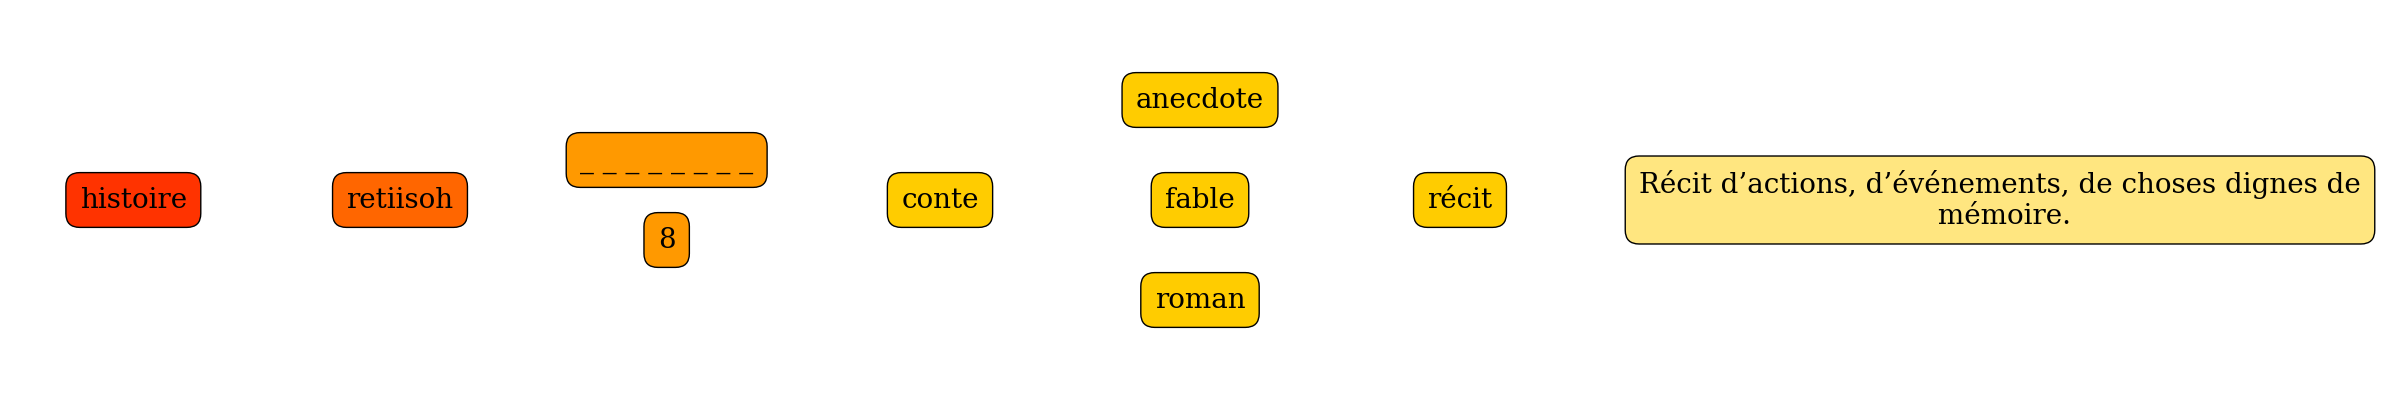 histoire
retiisoh
_ _ _ _ _ _ _ _
8
conte
anecdote
fable
roman
récit
Récit d’actions, d’événements, de choses dignes de
mémoire.